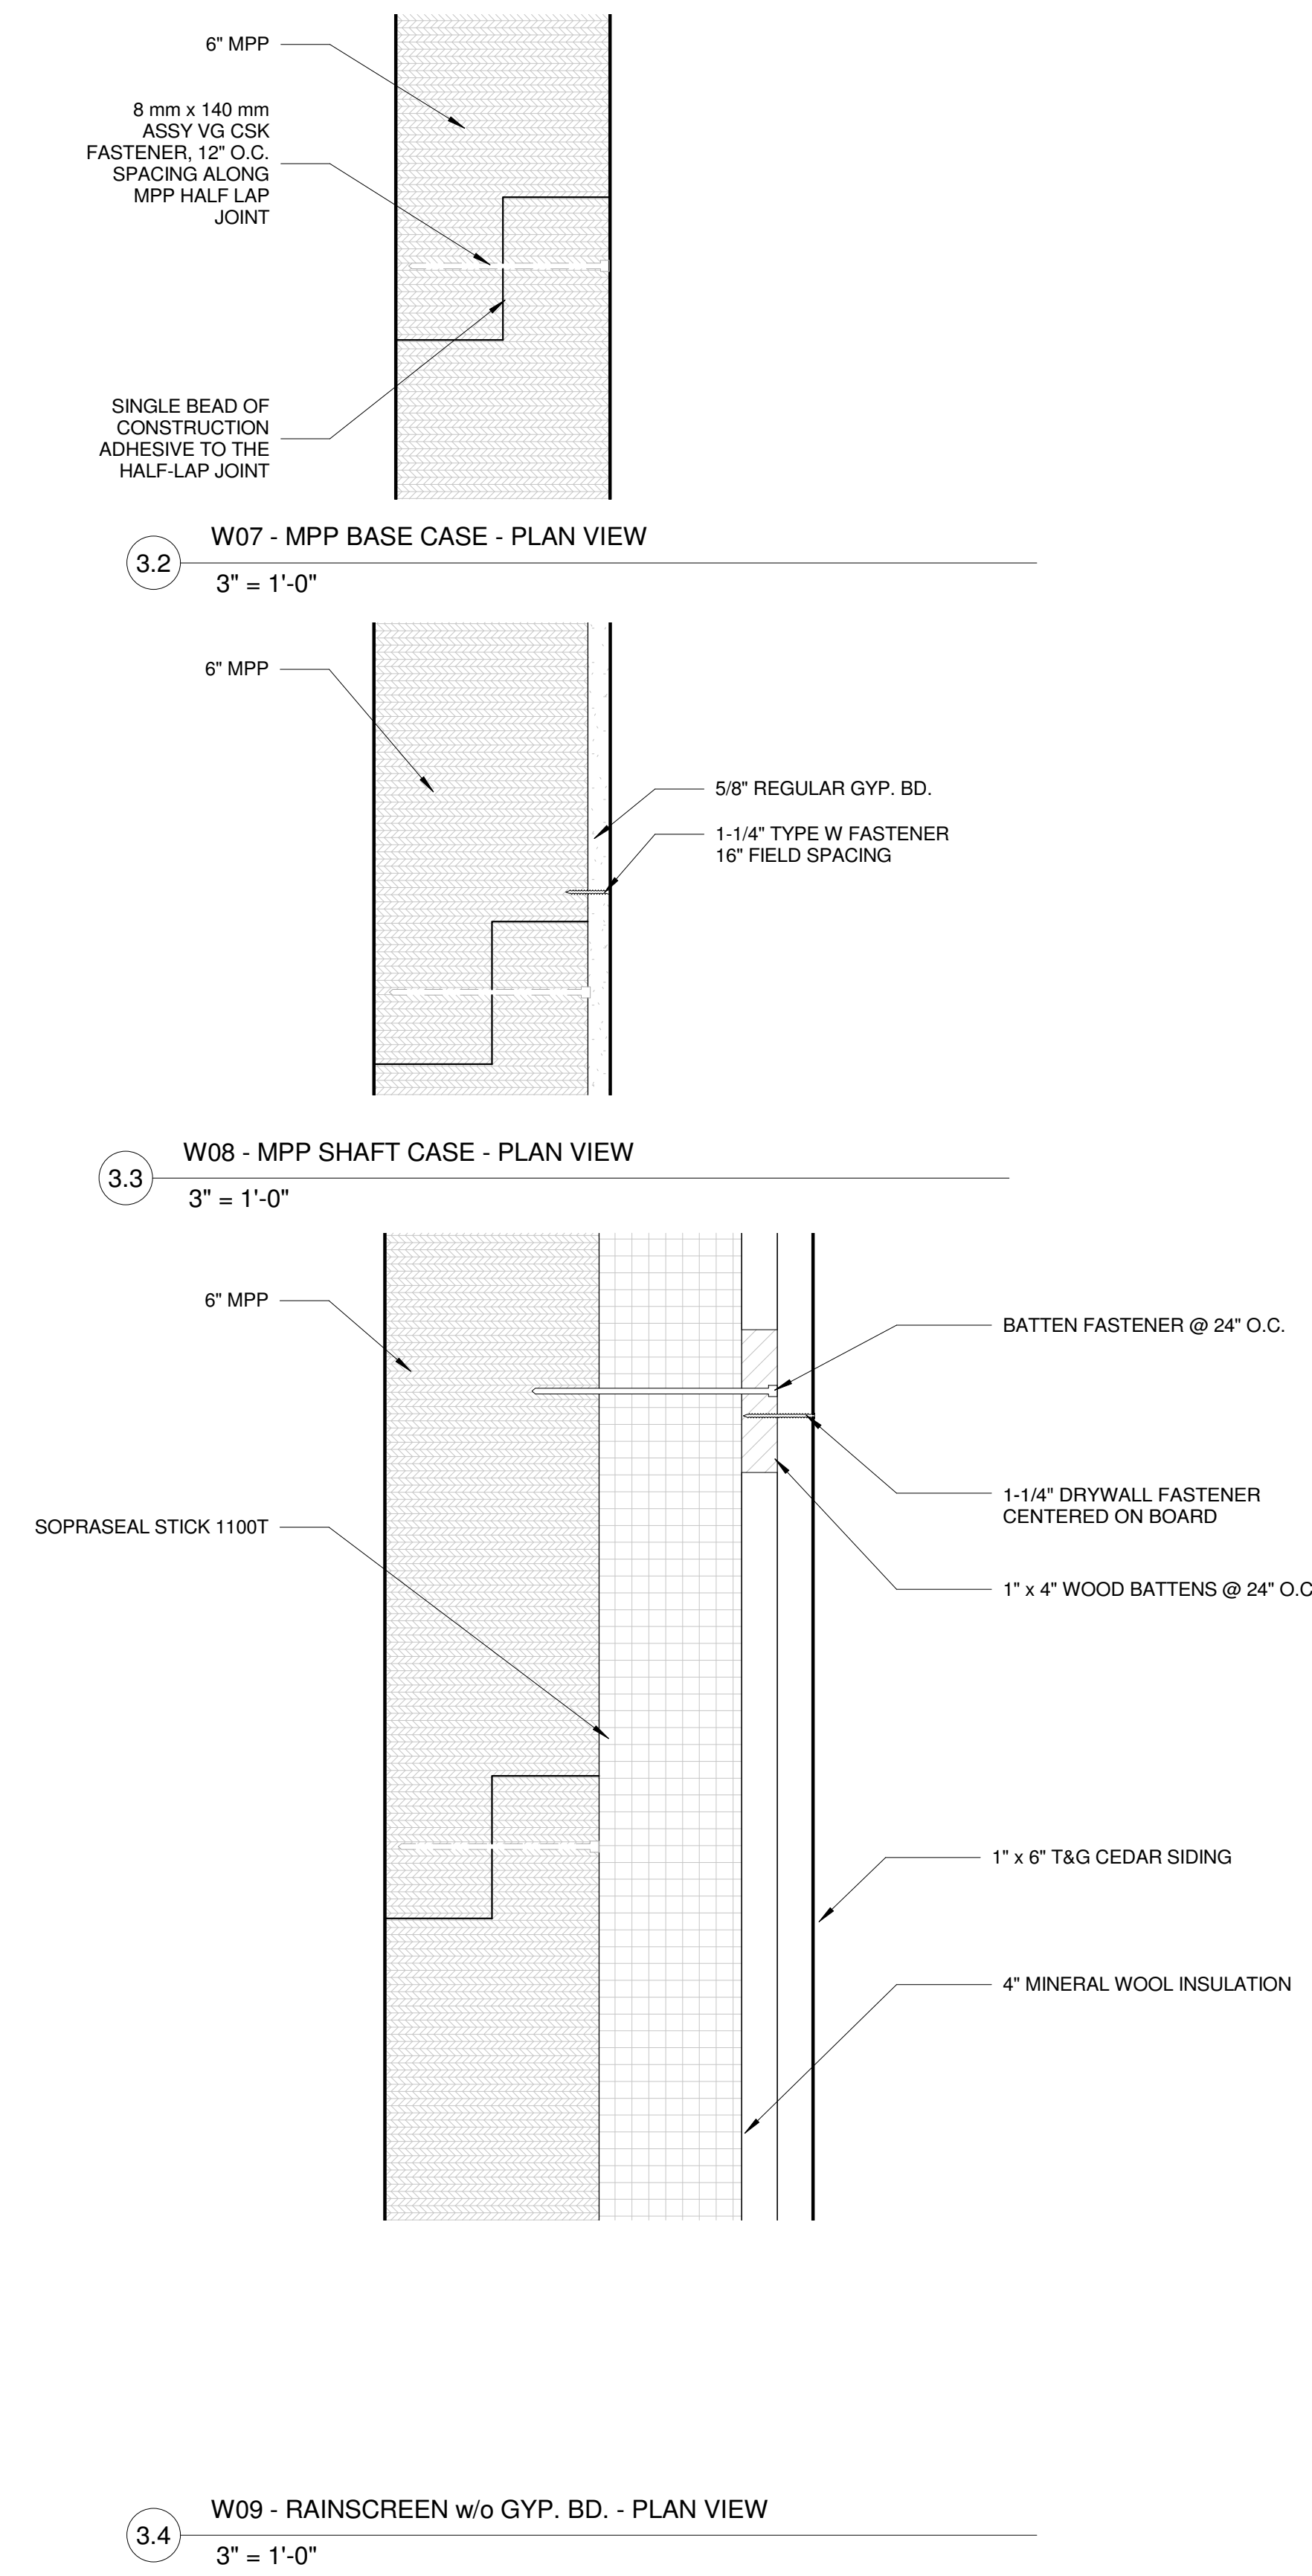 6" MPP
8 mm x 140 mm
ASSY VG CSK
FASTENER, 12" O.C.
SPACING ALONG
MPP HALF LAP
JOINT
SINGLE BEAD OF
CONSTRUCTION
ADHESIVE TO THE
HALF-LAP JOINT
3.2
W07 - MPP BASE CASE - PLAN VIEW
3" = 1'-0"
6" MPP
5/8" REGULAR GYP. BD.
1-1/4" TYPE W FASTENER
16" FIELD SPACING
3.3
W08 - MPP SHAFT CASE - PLAN VIEW
3" = 1'-0"
6" MPP
BATTEN FASTENER @ 24" O.C.
1-1/4" DRYWALL FASTENER
CENTERED ON BOARD
SOPRASEAL STICK 1100T
1" x 4" WOOD BATTENS @ 24" O.C
1" x 6" T&G CEDAR SIDING
4" MINERAL WOOL INSULATION
3.4
W09 - RAINSCREEN w/o GYP. BD. - PLAN VIEW
3" = 1'-0"